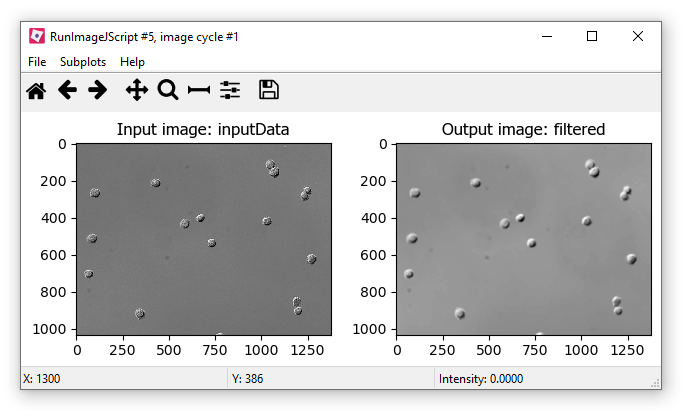 RunImageJScript #5, image cycle #1
File Subplots Help
Input image: inputData Output image: filtered
0 0
200 200
400 400
600 600
800 800
1000 1000
0 250 500 750 1000 1250 0 250 500 750 1000 1250
X: 1300 Y: 386 Intensity: 0.0000